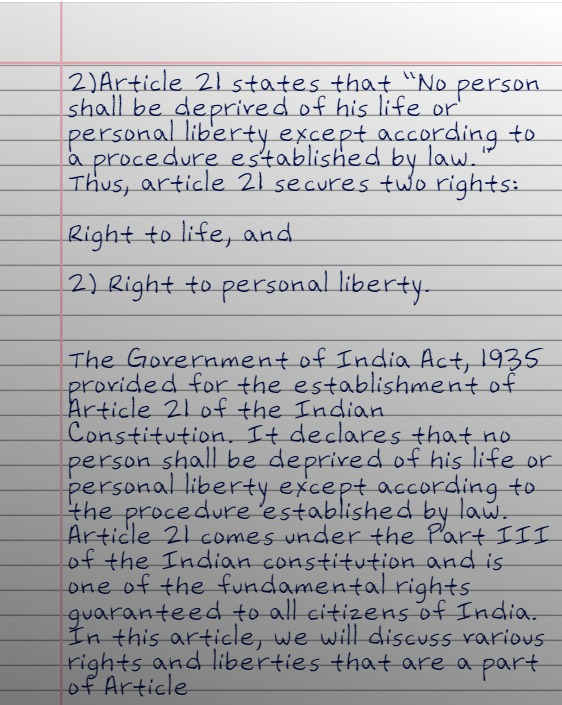 2)Article 21 states that "No person
shall be deprived of his life or
personal liberty except according to
a procedure established by law."
Thus, article 21 secures two rights:
Right to life, and
2) Right to personal liberty.
The Government of India Act, 1935
provided for the establishment of
Article 21 of the Indian
Constitution. It declares that no
person shall be deprived of his life or
personal liberty except according to
the procedure established by law.
Article 21 comes under the Part III
of the Indian constitution and is
one of the fundamental rights
guaranteed to all citizens of India.
In this article, we will discuss various
rights and liberties that are a part
of Article